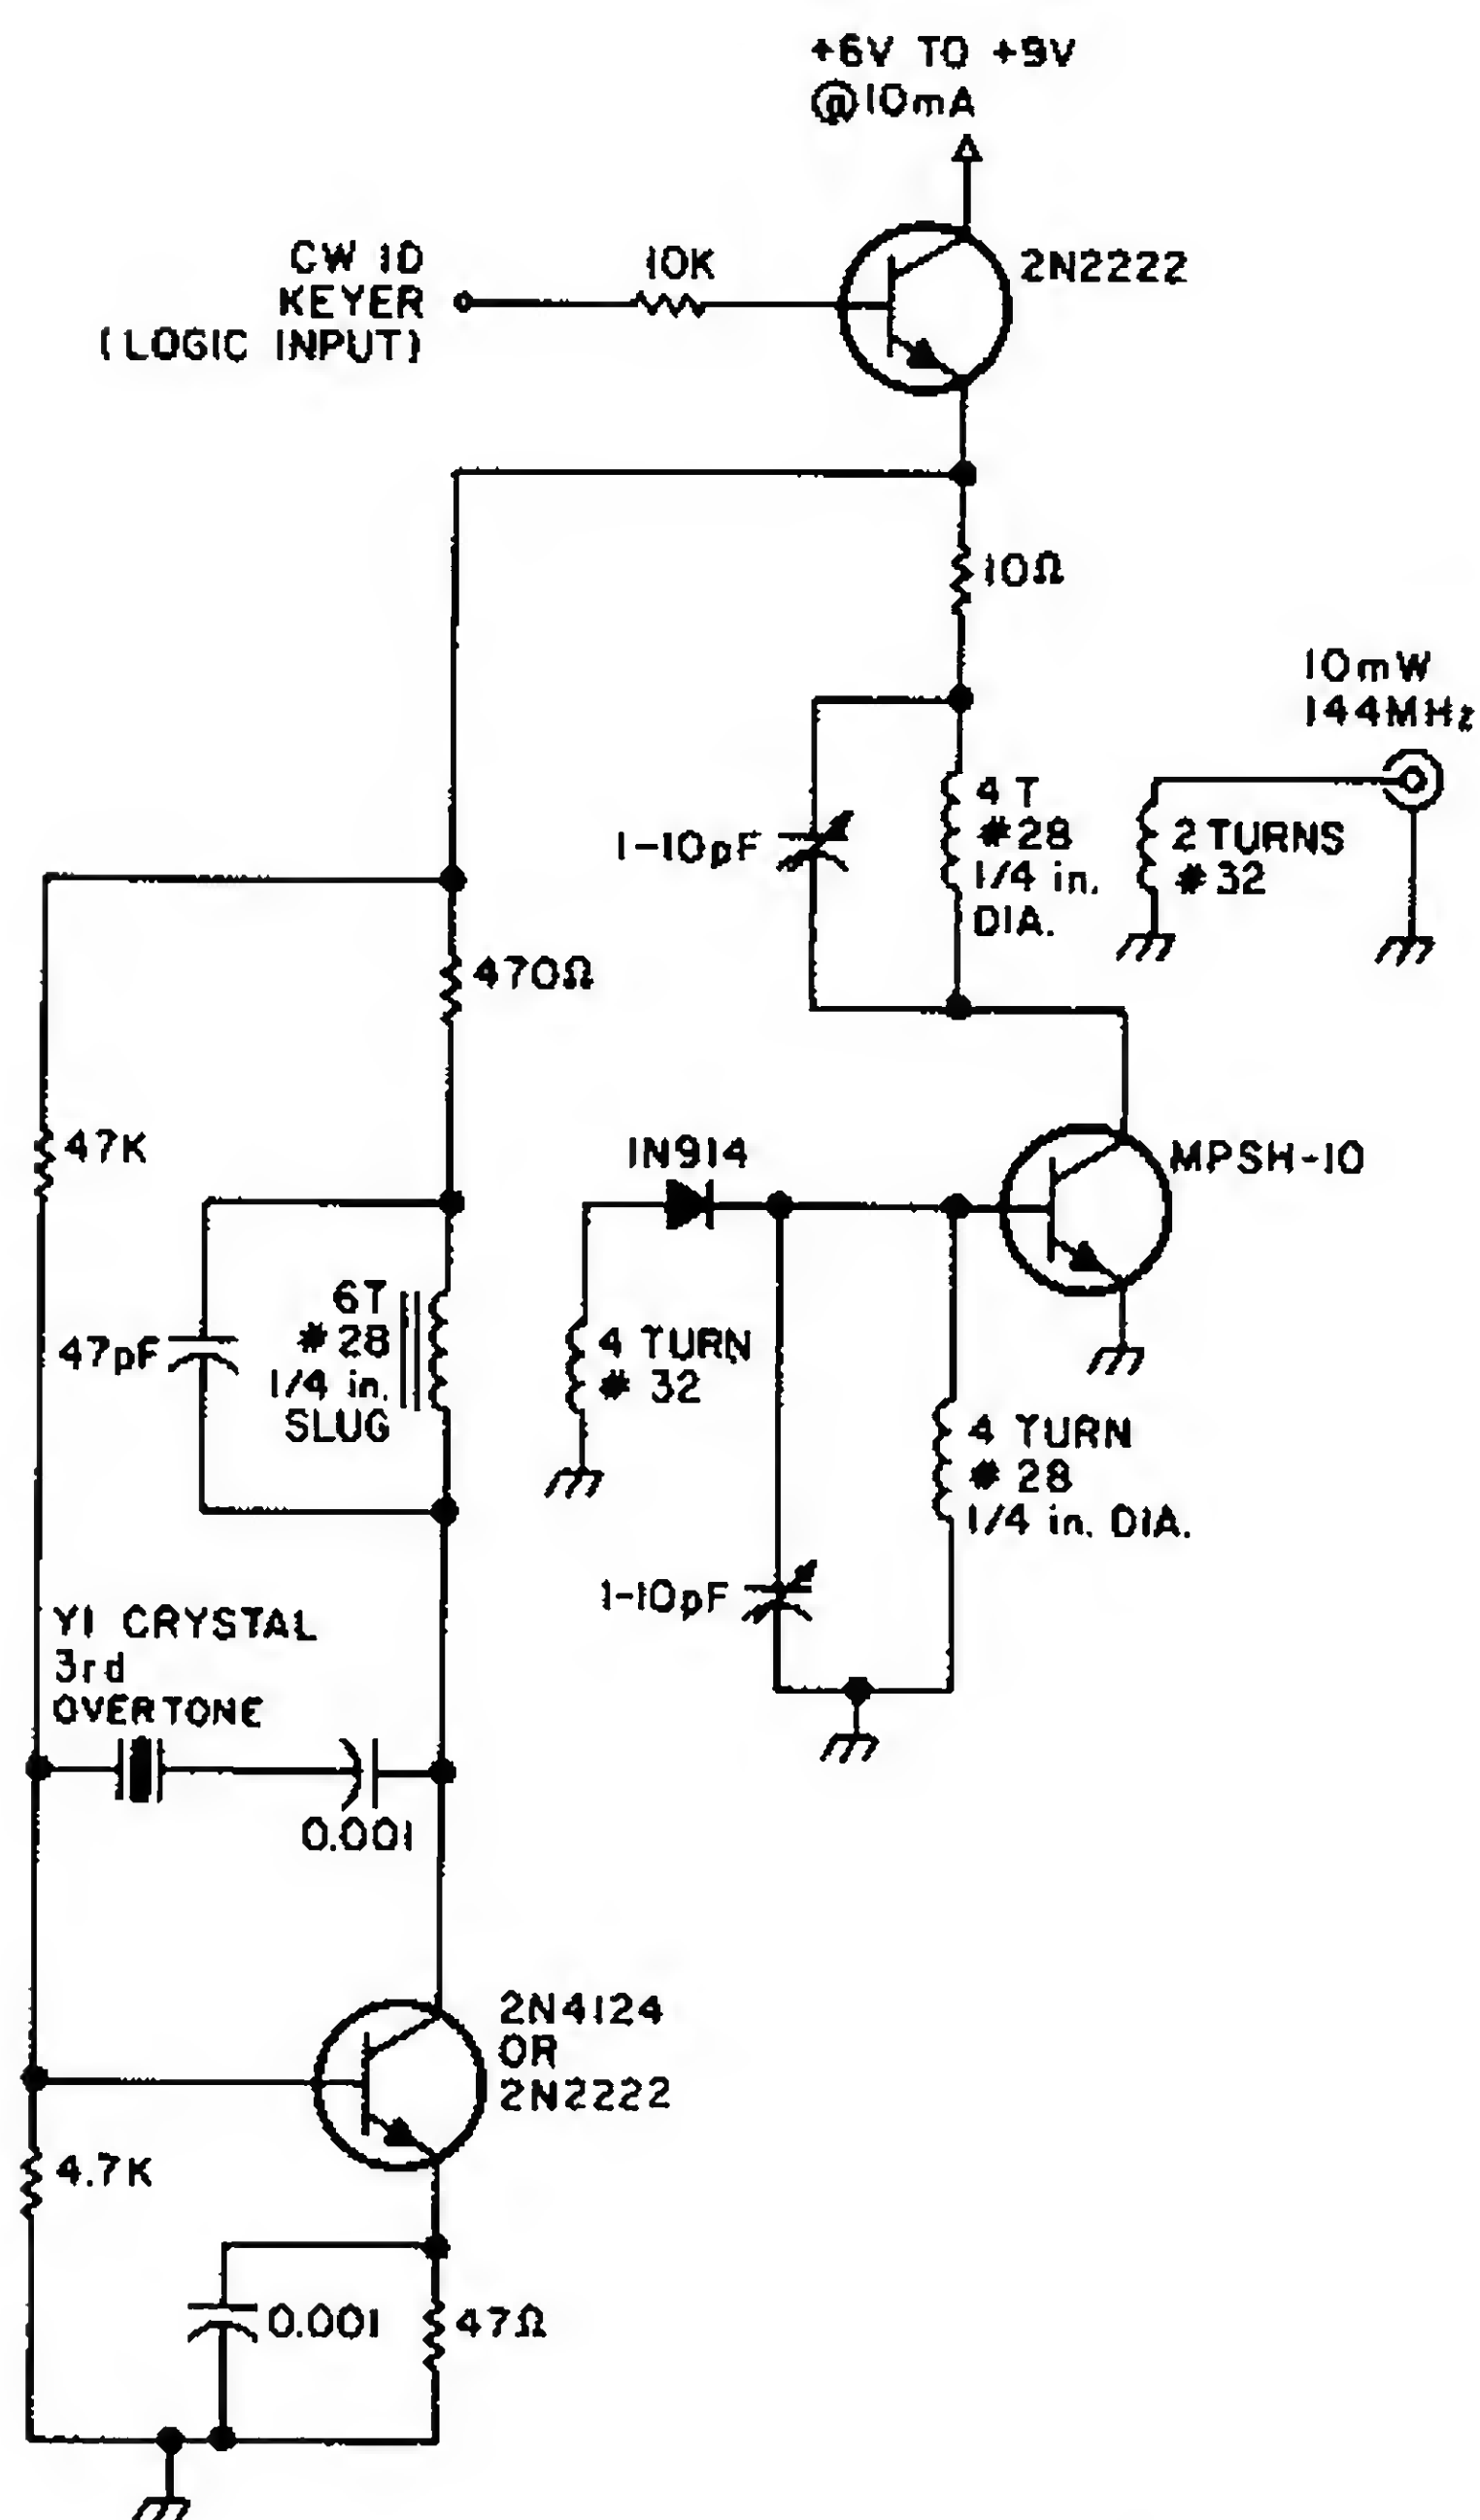 +6V TO +9V
@10mA
CW ID
KEYER
(LOGIC INPUT)
10K
2N2222
10Ω
10mW
144MHz
1-10pF
4 T
#28
1/4 in.
DIA.
2 TURNS
#32
470Ω
47K
1N914
MPSH-10
6T
#28
1/4 in.
SLUG
47pF
4 TURN
# 32
4 TURN
# 28
1/4 in. DIA.
1-10pF
Y1 CRYSTAL
3rd
OVERTONE
0.001
2N4124
OR
2N2222
4.7K
0.001
47Ω